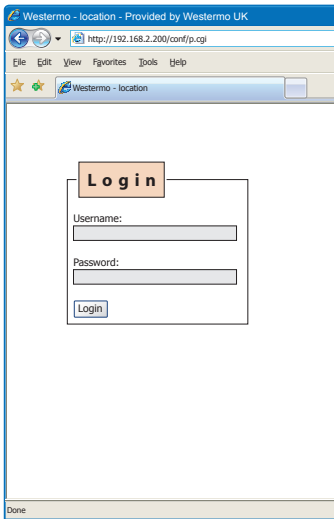 Westermo - location - Provided by Westermo UK
http://192.168.2.200/conf/p.cgi
File Edit View Favorites Tools Help
Westermo - location
Login
Username:
Password:
Login
Done